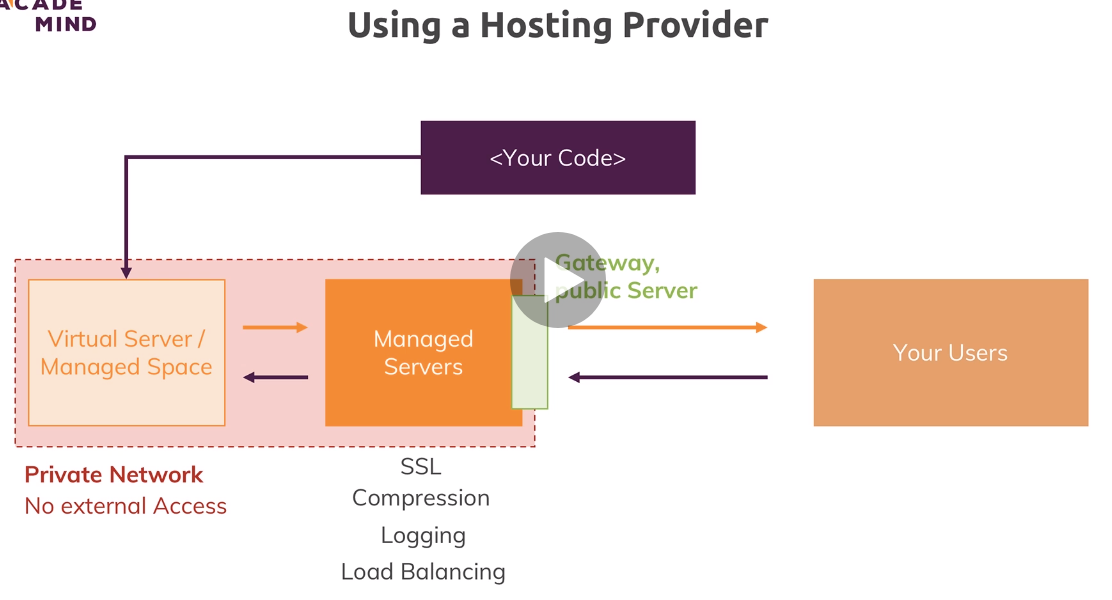 ACADE
MIND
Using a Hosting Provider
<Your Code>
Gateway,
public Server
Virtual Server /
Managed Space
Managed
Servers
Your Users
Private Network
No external Access
SSL
Compression
Logging
Load Balancing